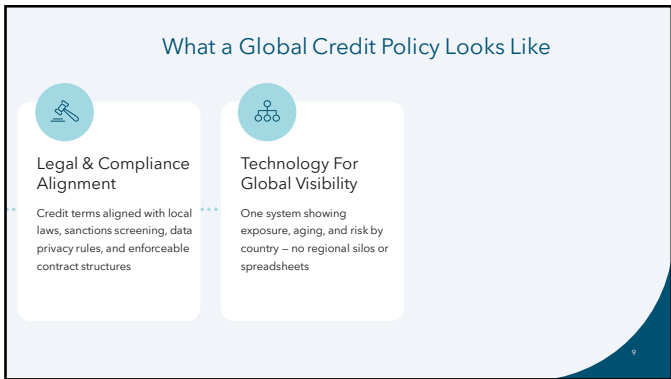 What a Global Credit Policy Looks Like
Legal & Compliance
Alignment
Credit terms aligned with local
laws, sanctions screening, data
privacy rules, and enforceable
contract structures
Technology For
Global Visibility
One system showing
exposure, aging, and risk by
country – no regional silos or
spreadsheets
9